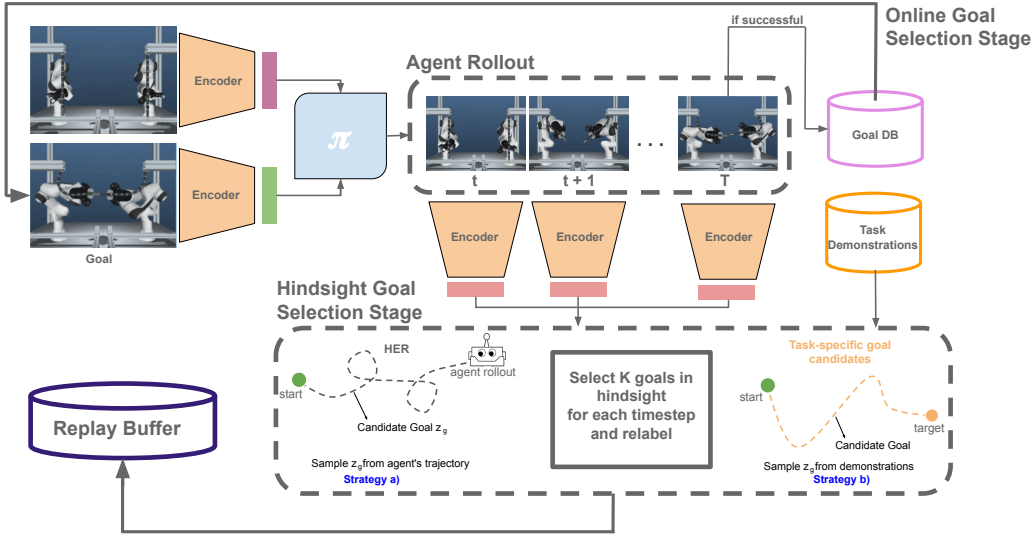 Online Goal
Selection Stage
if successful
Agent Rollout
Encoder
π
Goal DB
t
t + 1
. . .
T
Encoder
Goal
Encoder
Encoder
Encoder
Task
Demonstrations
Hindsight Goal
Selection Stage
HER
agent rollout
start
Candidate Goal z_g
Sample z_g from agent's trajectory
Strategy a)
Select K goals in
hindsight
for each timestep
and relabel
Task-specific goal
candidates
start
target
Candidate Goal
Sample z_g from demonstrations
Strategy b)
Replay Buffer